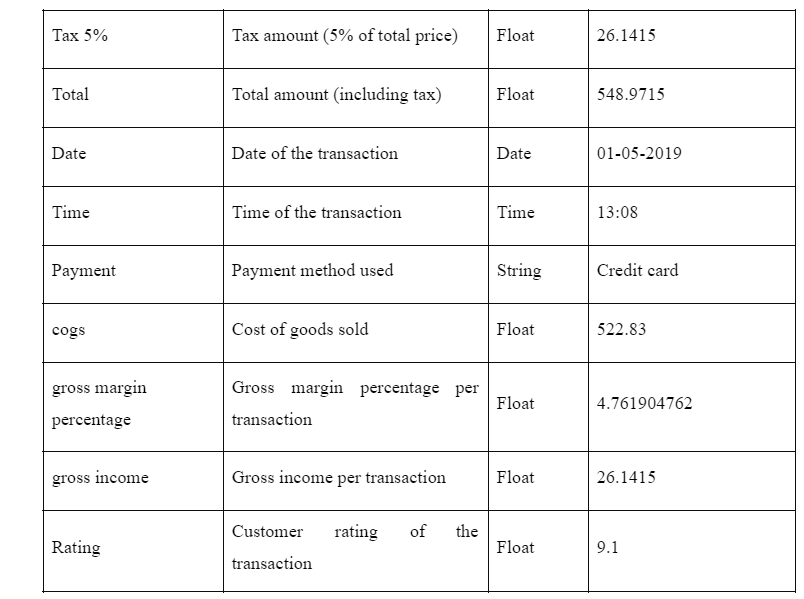 Tax 5% Tax amount (5% of total price) Float 26.1415
Total Total amount (including tax) Float 548.9715
Date Date of the transaction Date 01-05-2019
Time Time of the transaction Time 13:08
Payment Payment method used String Credit card
cogs Cost of goods sold Float 522.83
gross margin
percentage
Gross margin percentage per
transaction
Float 4.761904762
gross income Gross income per transaction Float 26.1415
Rating
Customer rating of the
transaction
Float 9.1